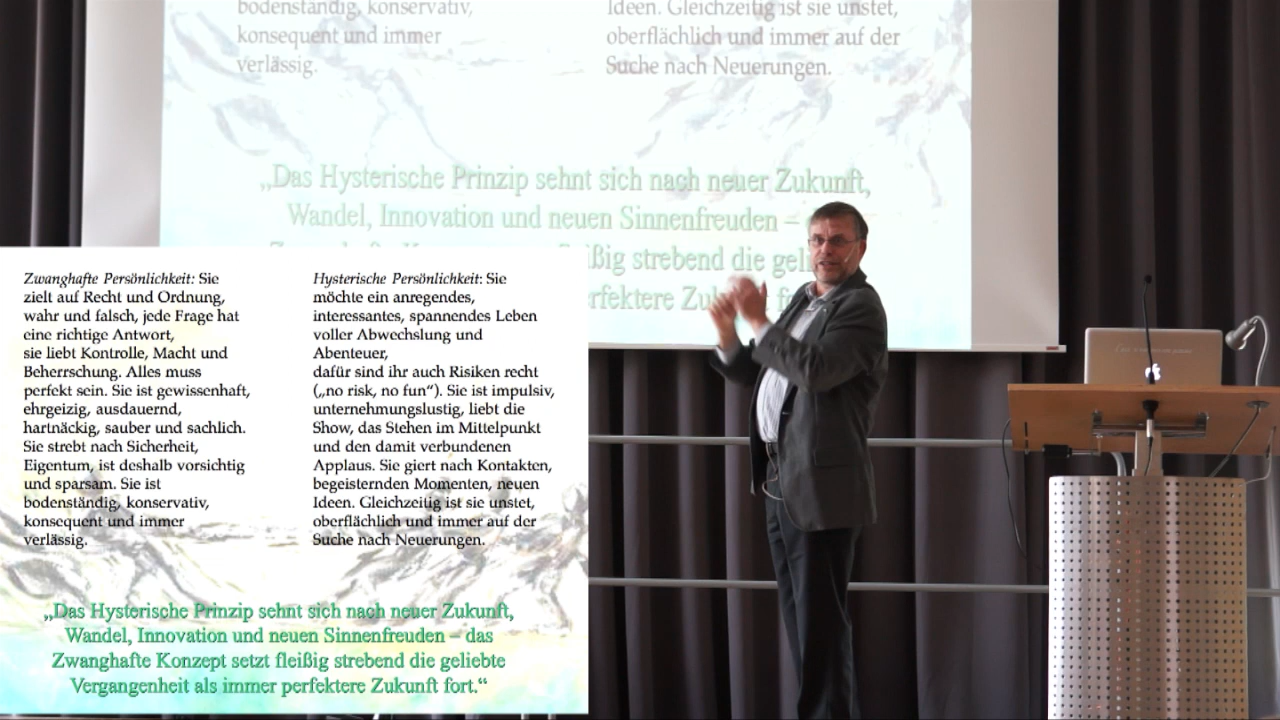 bodenständig, konservativ,
konsequent und immer
verlässig.
Ideen. Gleichzeitig ist sie unstet,
oberflächlich und immer auf der
Suche nach Neuerungen.
„Das Hysterische Prinzip sehnt sich nach neuer Zukunft,
Wandel, Innovation und neuen Sinnenfreuden –
strebend die
Zwanghafte Persönlichkeit: Sie
zielt auf Recht und Ordnung,
wahr und falsch, jede Frage hat
eine richtige Antwort,
sie liebt Kontrolle, Macht und
Beherrschung. Alles muss
perfekt sein. Sie ist gewissenhaft,
ehrgeizig, ausdauernd,
hartnäckig, sauber und sachlich.
Sie strebt nach Sicherheit,
Eigentum, ist deshalb vorsichtig
und sparsam. Sie ist
bodenständig, konservativ,
konsequent und immer
verlässig.
Hysterische Persönlichkeit: Sie
möchte ein anregendes,
interessantes, spannendes Leben
voller Abwechslung und
Abenteuer,
dafür sind ihr auch Risiken recht
(„no risk, no fun“). Sie ist impulsiv,
unternehmungslustig, liebt die
Show, das Stehen im Mittelpunkt
und den damit verbundenen
Applaus. Sie giert nach Kontakten,
begeisternden Momenten, neuen
Ideen. Gleichzeitig ist sie unstet,
oberflächlich und immer auf der
Suche nach Neuerungen.
„Das Hysterische Prinzip sehnt sich nach neuer Zukunft,
Wandel, Innovation und neuen Sinnenfreuden – das
Zwanghafte Konzept setzt fleißig strebend die geliebte
Vergangenheit als immer perfektere Zukunft fort.“